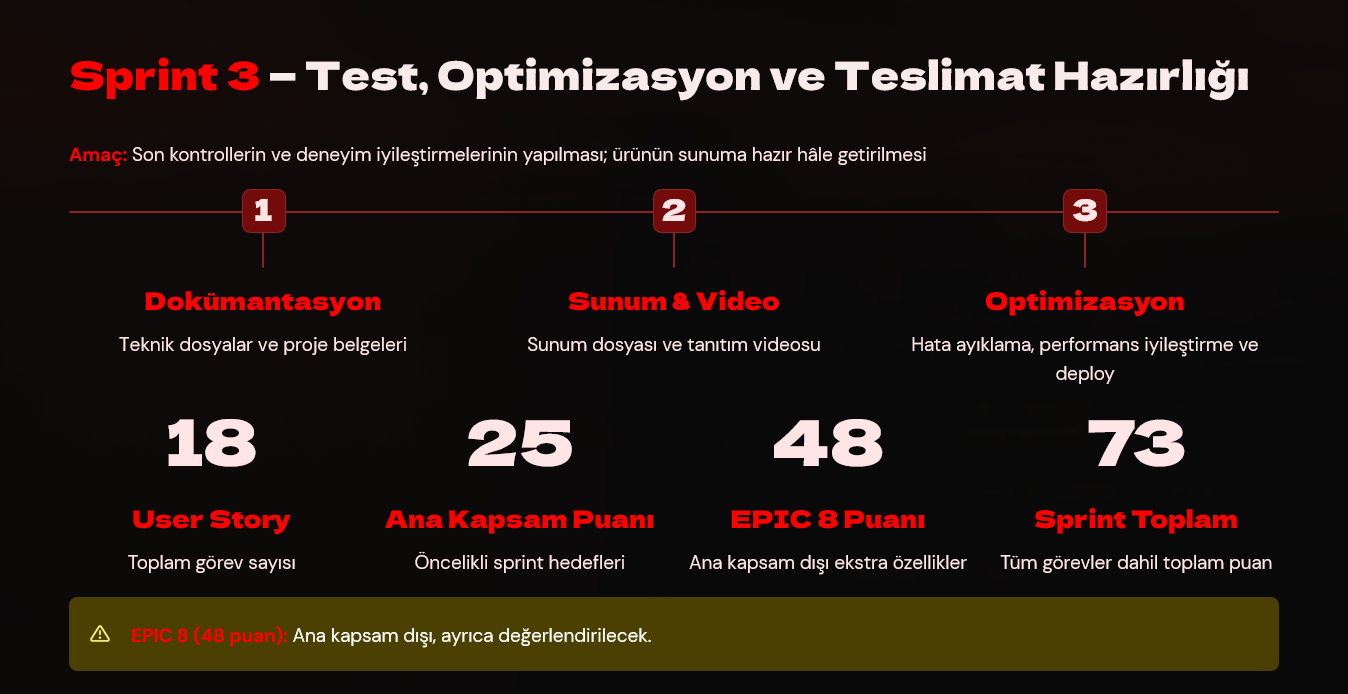 Sprint 3 – Test, Optimizasyon ve Teslimat Hazırlığı
Amaç: Son kontrollerin ve deneyim iyileştirmelerinin yapılması; ürünün sunuma hazır hâle getirilmesi
1
2
3
Dokümantasyon
Teknik dosyalar ve proje belgeleri
Sunum & Video
Sunum dosyası ve tanıtım videosu
Optimizasyon
Hata ayıklama, performans iyileştirme ve
deploy
18
User Story
Toplam görev sayısı
25
Ana Kapsam Puanı
Öncelikli sprint hedefleri
48
EPIC 8 Puanı
Ana kapsam dışı ekstra özellikler
73
Sprint Toplam
Tüm görevler dahil toplam puan
EPIC 8 (48 puan): Ana kapsam dışı, ayrıca değerlendirilecek.